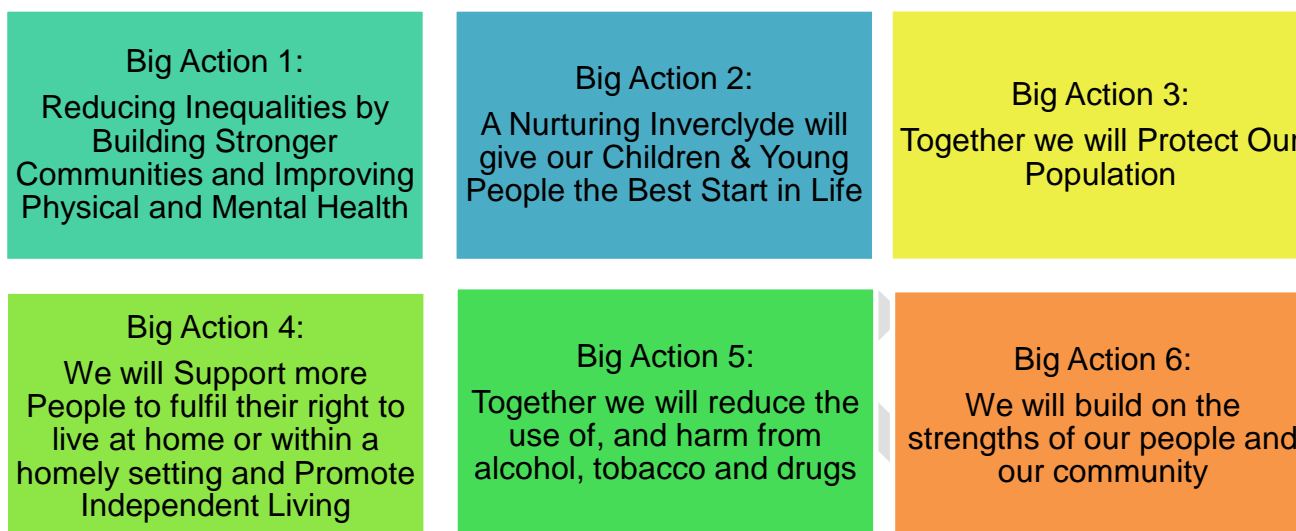 Big Action 1:
Reducing Inequalities by
Building Stronger
Communities and Improving
Physical and Mental Health
Big Action 2:
A Nurturing Inverclyde will
give our Children & Young
People the Best Start in Life
Big Action 3:
Together we will Protect Our
Population
Big Action 4:
We will Support more
People to fulfil their right to
live at home or within a
homely setting and Promote
Independent Living
Big Action 5:
Together we will reduce the
use of, and harm from
alcohol, tobacco and drugs
Big Action 6:
We will build on the
strengths of our people and
our community